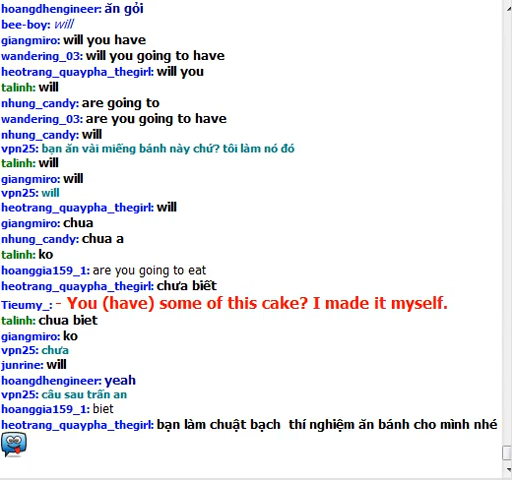 hoangdhengineer: ăn gỏi
bee-boy: will
giangmiro: will you have
wandering_03: will you going to have
heotrang_quaypha_thegirl: will you
talinh: will
nhung_candy: are going to
wandering_03: are you going to have
nhung_candy: will
vpn25: bạn ăn vài miếng bánh này chứ? tôi làm nó đó
talinh: will
giangmiro: will
vpn25: will
heotrang_quaypha_thegirl: will
giangmiro: chua
nhung_candy: chua a
talinh: ko
hoanggia159_1: are you going to eat
heotrang_quaypha_thegirl: chưa biết
Tieumy_: - You (have) some of this cake? I made it myself.
talinh: chua biet
giangmiro: ko
vpn25: chưa
junrine: will
hoangdhengineer: yeah
vpn25: câu sau trấn an
hoanggia159_1: biet
heotrang_quaypha_thegirl: bạn làm chuật bạch thí nghiệm ăn bánh cho mình nhé